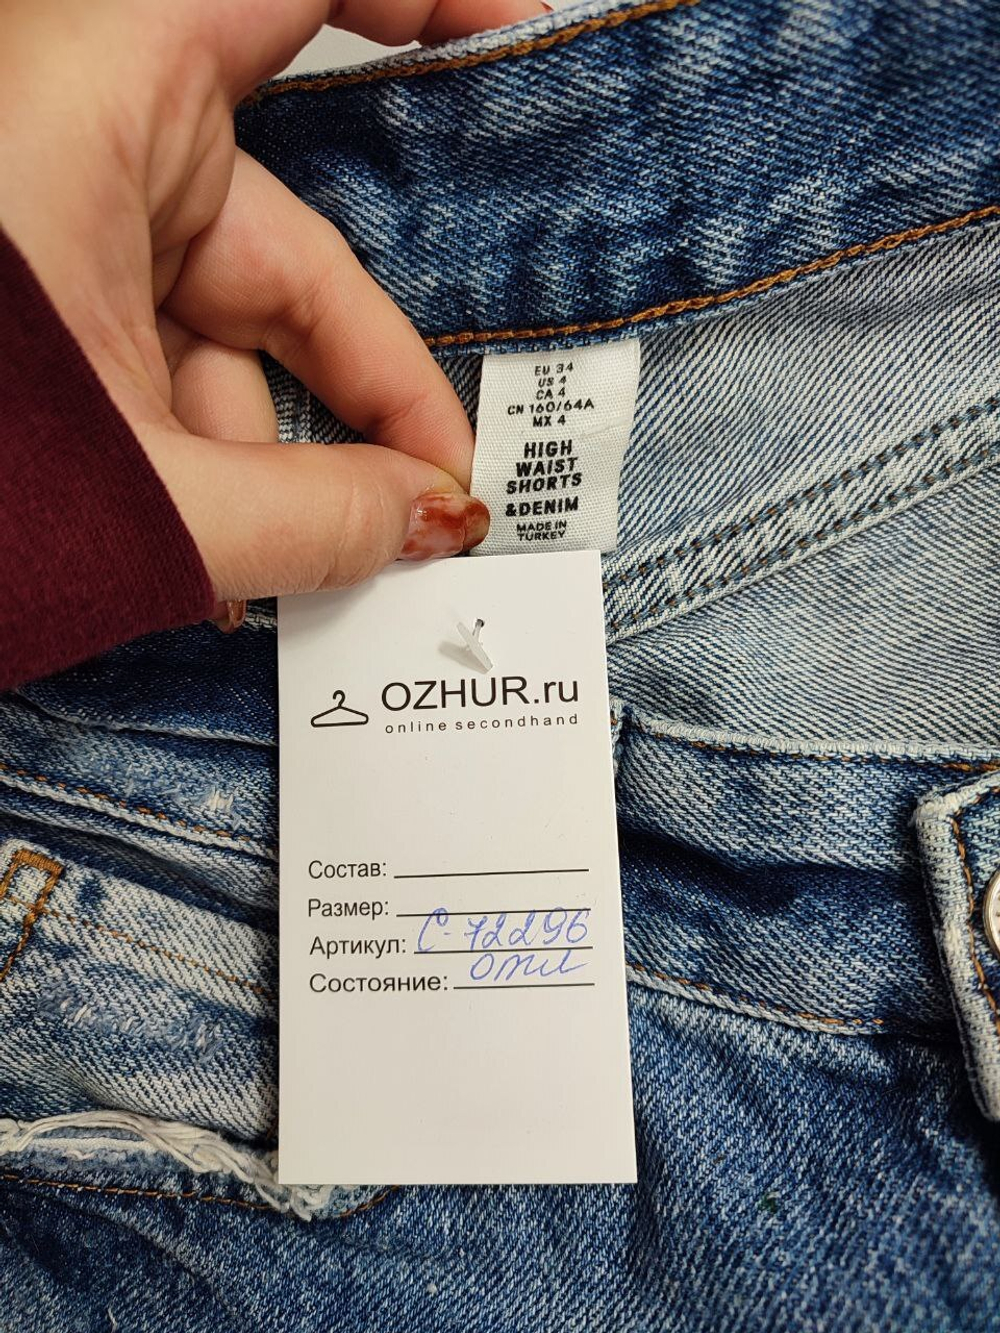 EU 34
US 4
CA 4
CN 160/64A
MX 4
HIGH
WAIST
SHORTS
&DENIM
MADE IN
TURKEY
OZHUR.ru
online secondhand
Состав:
Размер:
Артикул: С-72296
Состояние: отл